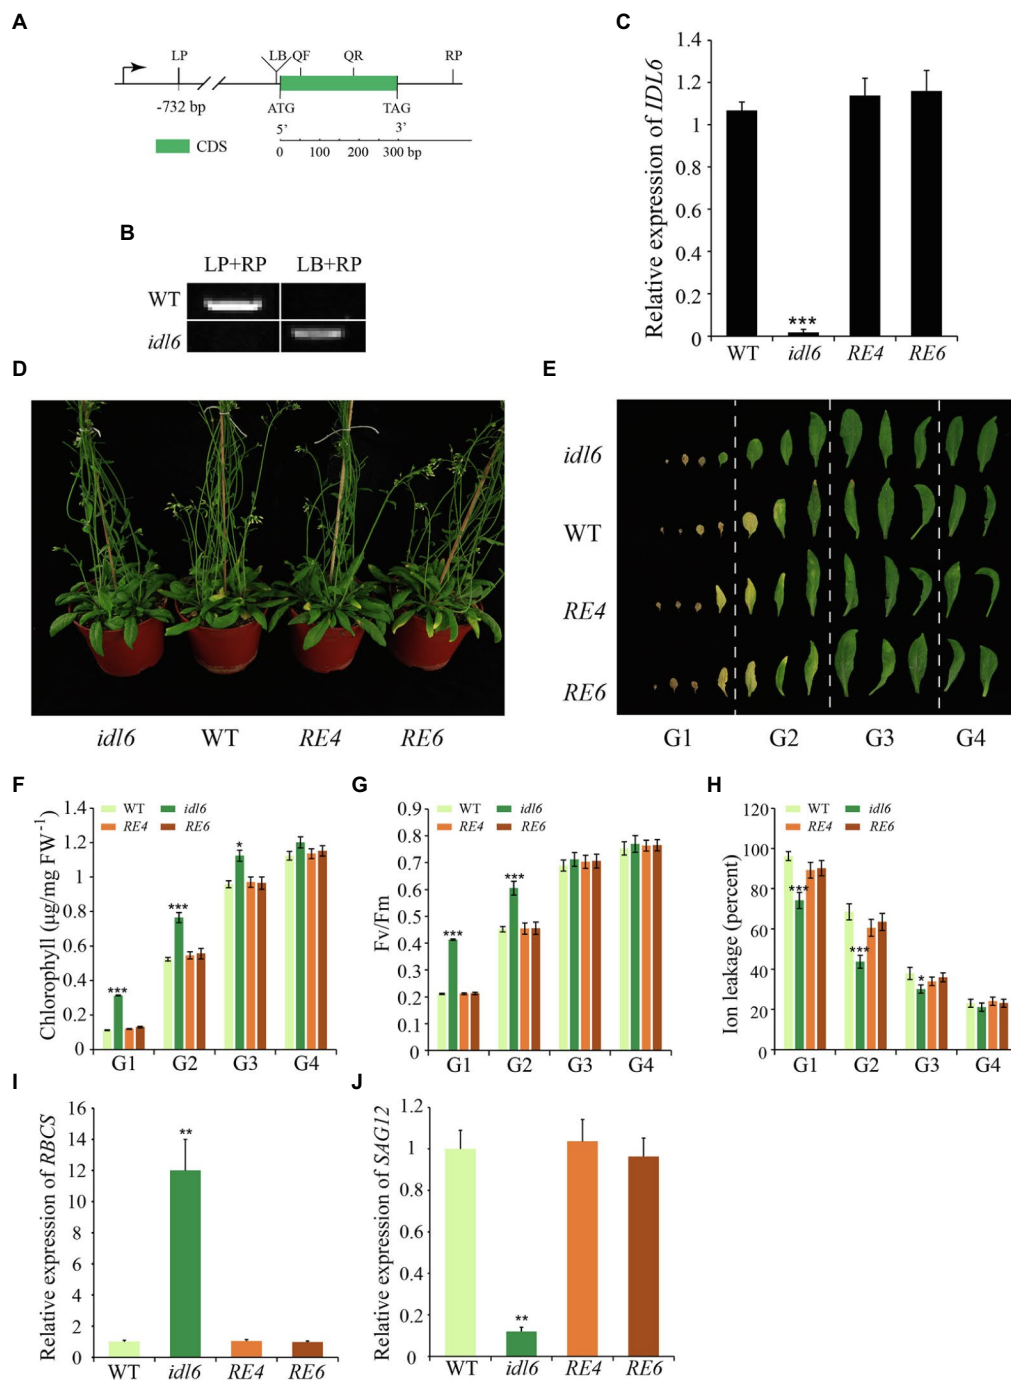 A
LP
LB QF QR RP
-732 bp
ATG TAG
5' 3'
CDS
0 100 200 300 bp
B
LP+RP LB+RP
WT
idl6
C
Relative expression of IDL6
1.4
1.2
1
0.8
0.6
0.4
0.2
0
***
WT idl6 RE4 RE6
D
idl6 WT RE4 RE6
E
idl6
WT
RE4
RE6
G1 G2 G3 G4
F
Chlorophyll (μg/mg FW⁻¹)
WT idl6
RE4 RE6
1.4
1.2
1
0.8
0.6
0.4
0.2
0
*** *** *
G1 G2 G3 G4
G
Fv/Fm
WT idl6
RE4 RE6
0.9
0.8
0.7
0.6
0.5
0.4
0.3
0.2
0.1
0
*** ***
G1 G2 G3 G4
H
Ion leakage (percent)
WT idl6
RE4 RE6
120
100
80
60
40
20
0
*** *** *
G1 G2 G3 G4
I
Relative expression of RBCS
16
14
12
10
8
6
4
2
0
**
WT idl6 RE4 RE6
J
Relative expression of SAG12
1.2
1
0.8
0.6
0.4
0.2
0
**
WT idl6 RE4 RE6